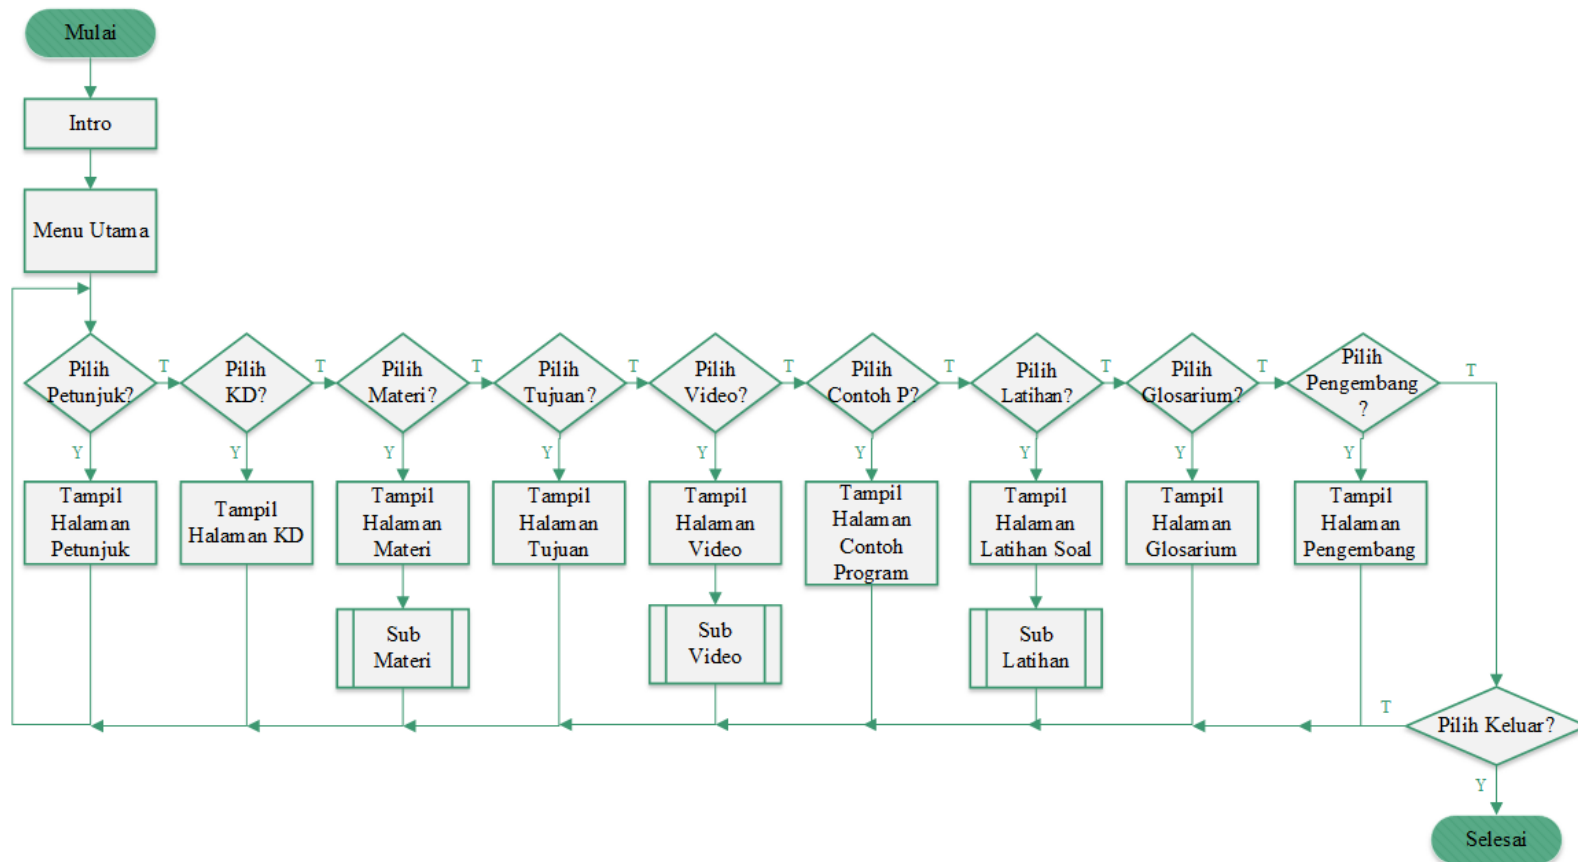 Mulai
Intro
Menu Utama
Pilih
Petunjuk?
T
Pilih
KD?
T
Pilih
Materi?
T
Pilih
Tujuan?
T
Pilih
Video?
T
Pilih
Contoh P?
T
Pilih
Latihan?
T
Pilih
Glosarium?
T
Pilih
Pengembang
?
T
Y
Y
Y
Y
Y
Y
Y
Y
Y
Tampil
Halaman
Petunjuk
Tampil
Halaman KD
Tampil
Halaman
Materi
Tampil
Halaman
Tujuan
Tampil
Halaman
Video
Tampil
Halaman
Contoh
Program
Tampil
Halaman
Latihan Soal
Tampil
Halaman
Glosarium
Tampil
Halaman
Pengembang
Sub
Materi
Sub
Video
Sub
Latihan
T
Pilih Keluar?
Y
Selesai